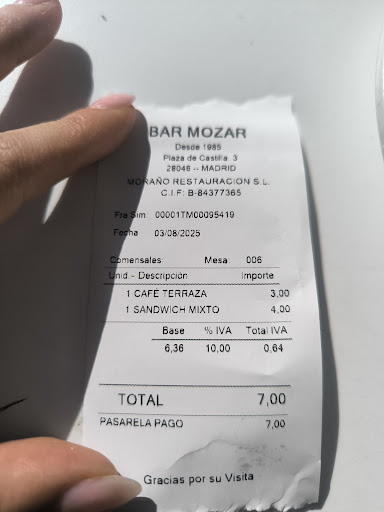 BAR MOZAR
Desde 1985
Plaza de Castilla 3
28046 -- MADRID
MORAÑO RESTAURACION S.L.
C.I.F: B-84377365
Fra Sim: 00001TM00095419
Fecha 03/08/2025
Comensales: Mesa: 006
Unid.- Descripción Importe
1 CAFÉ TERRAZA 3,00
1 SANDWICH MIXTO 4,00
Base % IVA Total IVA
6,36 10,00 0,64
TOTAL 7,00
PASARELA PAGO 7,00
Gracias por su Visita